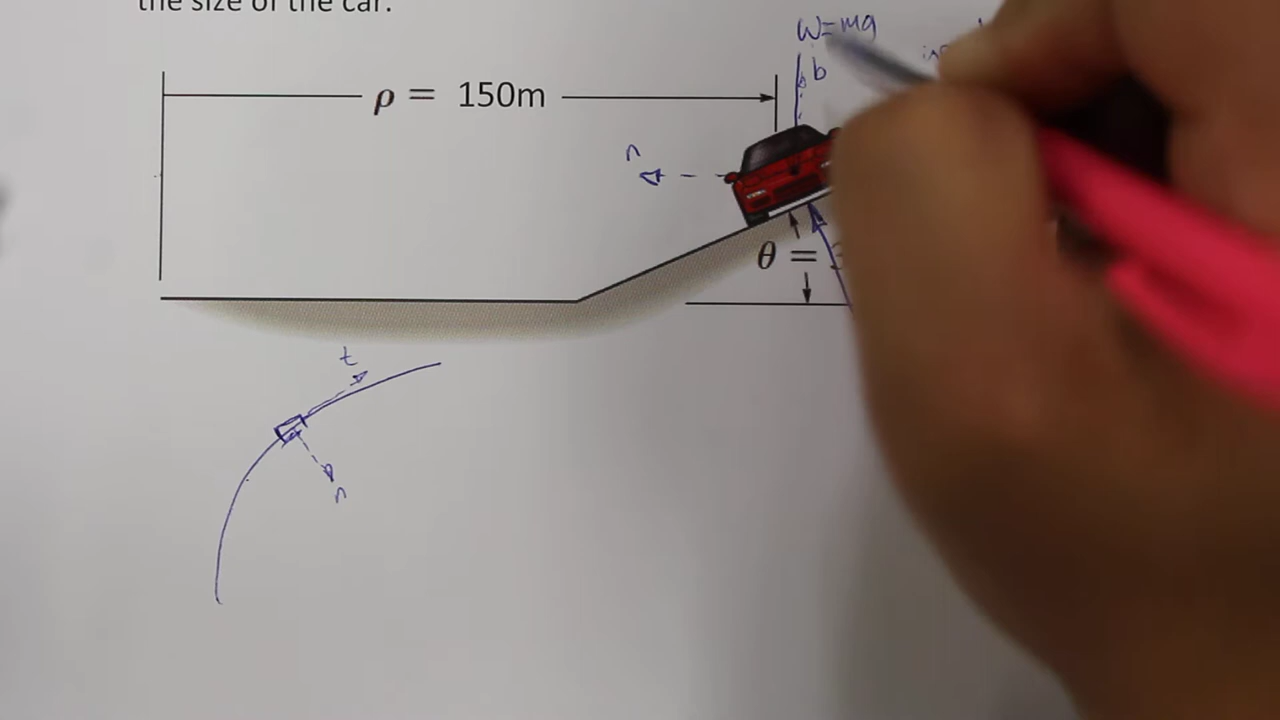 the size of the car.
W=mg
b
ρ = 150m
n
θ =
t
n